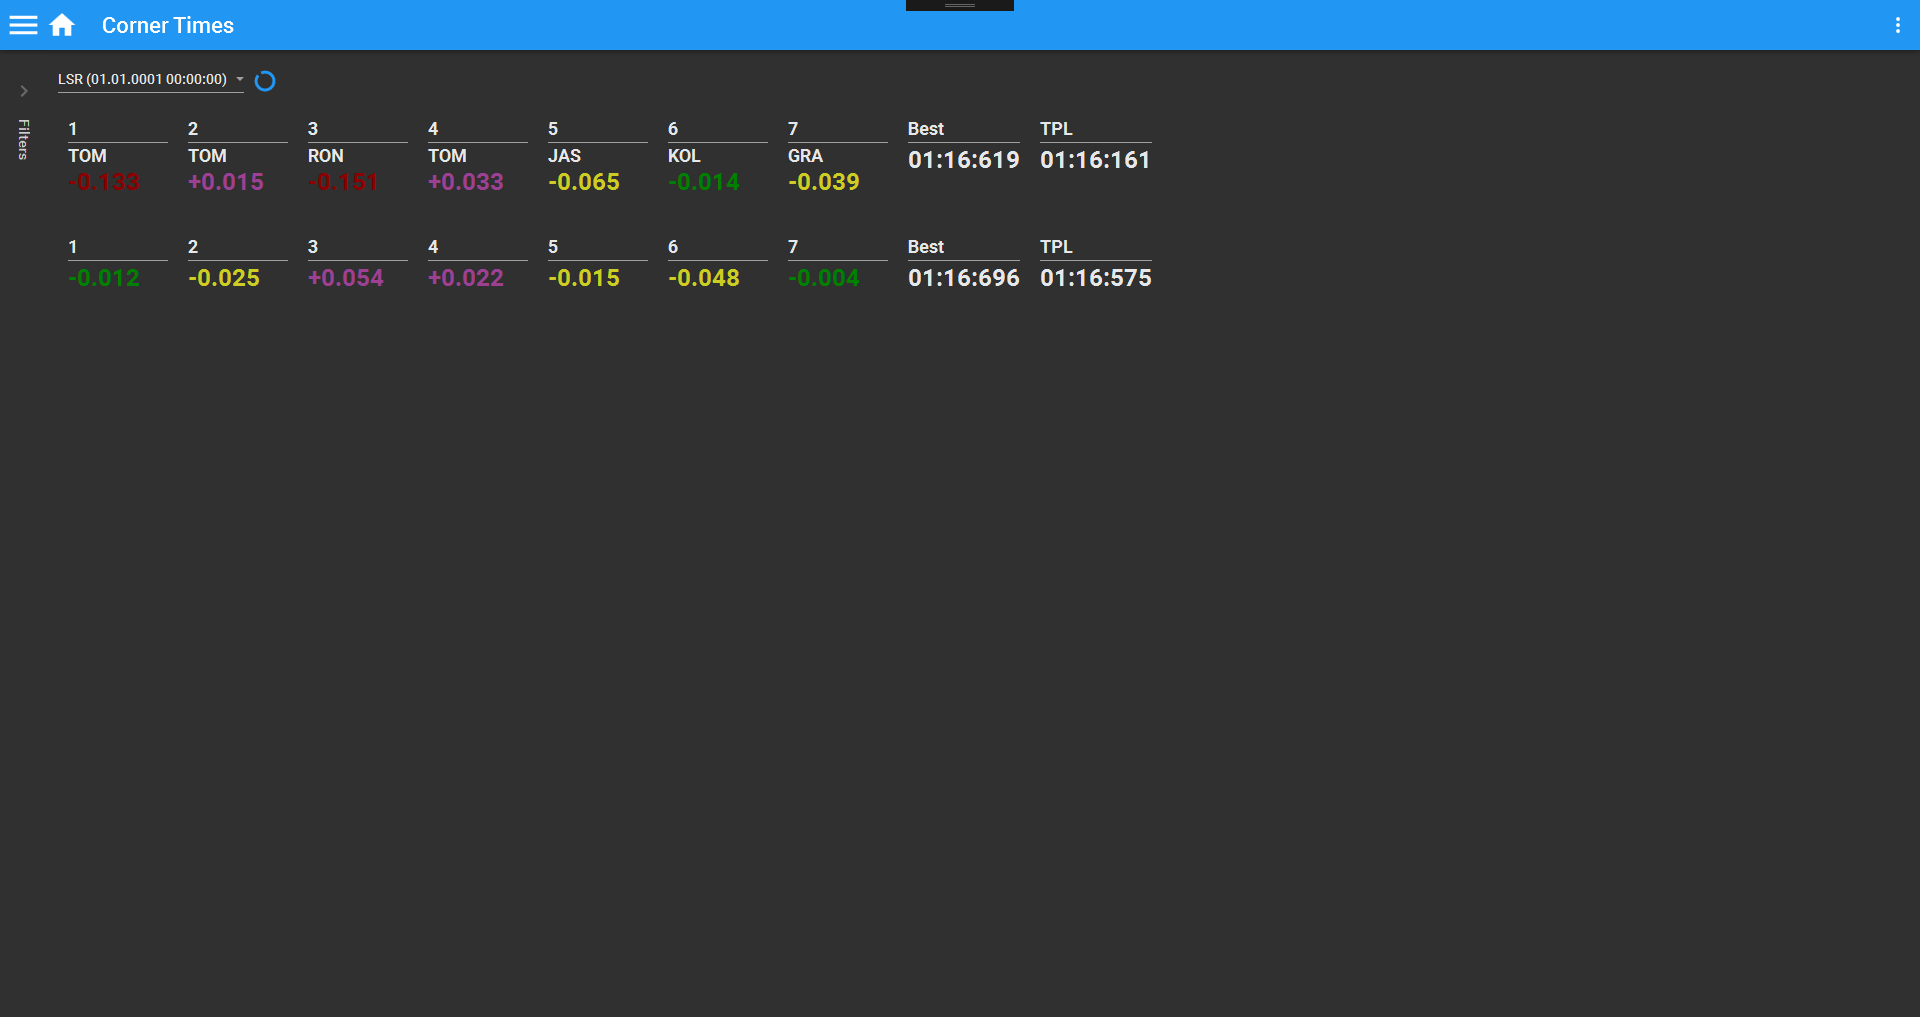 Corner Times
LSR (01.01.0001 00:00:00)
Filters
1 2 3 4 5 6 7 Best TPL
TOM TOM RON TOM JAS KOL GRA 01:16:619 01:16:161
-0.133 +0.015 -0.151 +0.033 -0.065 -0.014 -0.039
1 2 3 4 5 6 7 Best TPL
-0.012 -0.025 +0.054 +0.022 -0.015 -0.048 -0.004 01:16:696 01:16:575